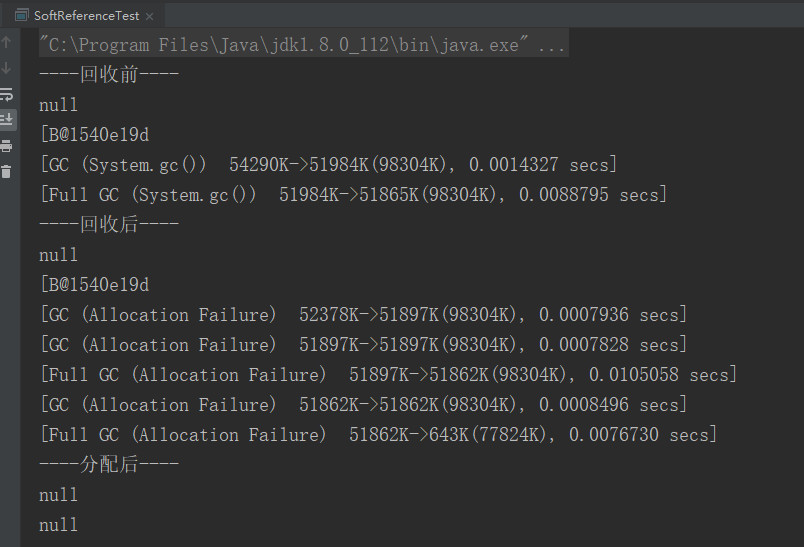 SoftReferenceTest
"C:\Program Files\Java\jdk1.8.0_112\bin\java.exe" ...
----回收前----
null
[B@1540e19d
[GC (System.gc())  54290K->51984K(98304K), 0.0014327 secs]
[Full GC (System.gc())  51984K->51865K(98304K), 0.0088795 secs]
----回收后----
null
[B@1540e19d
[GC (Allocation Failure)  52378K->51897K(98304K), 0.0007936 secs]
[GC (Allocation Failure)  51897K->51897K(98304K), 0.0007828 secs]
[Full GC (Allocation Failure)  51897K->51862K(98304K), 0.0105058 secs]
[GC (Allocation Failure)  51862K->51862K(98304K), 0.0008496 secs]
[Full GC (Allocation Failure)  51862K->643K(77824K), 0.0076730 secs]
----分配后----
null
null